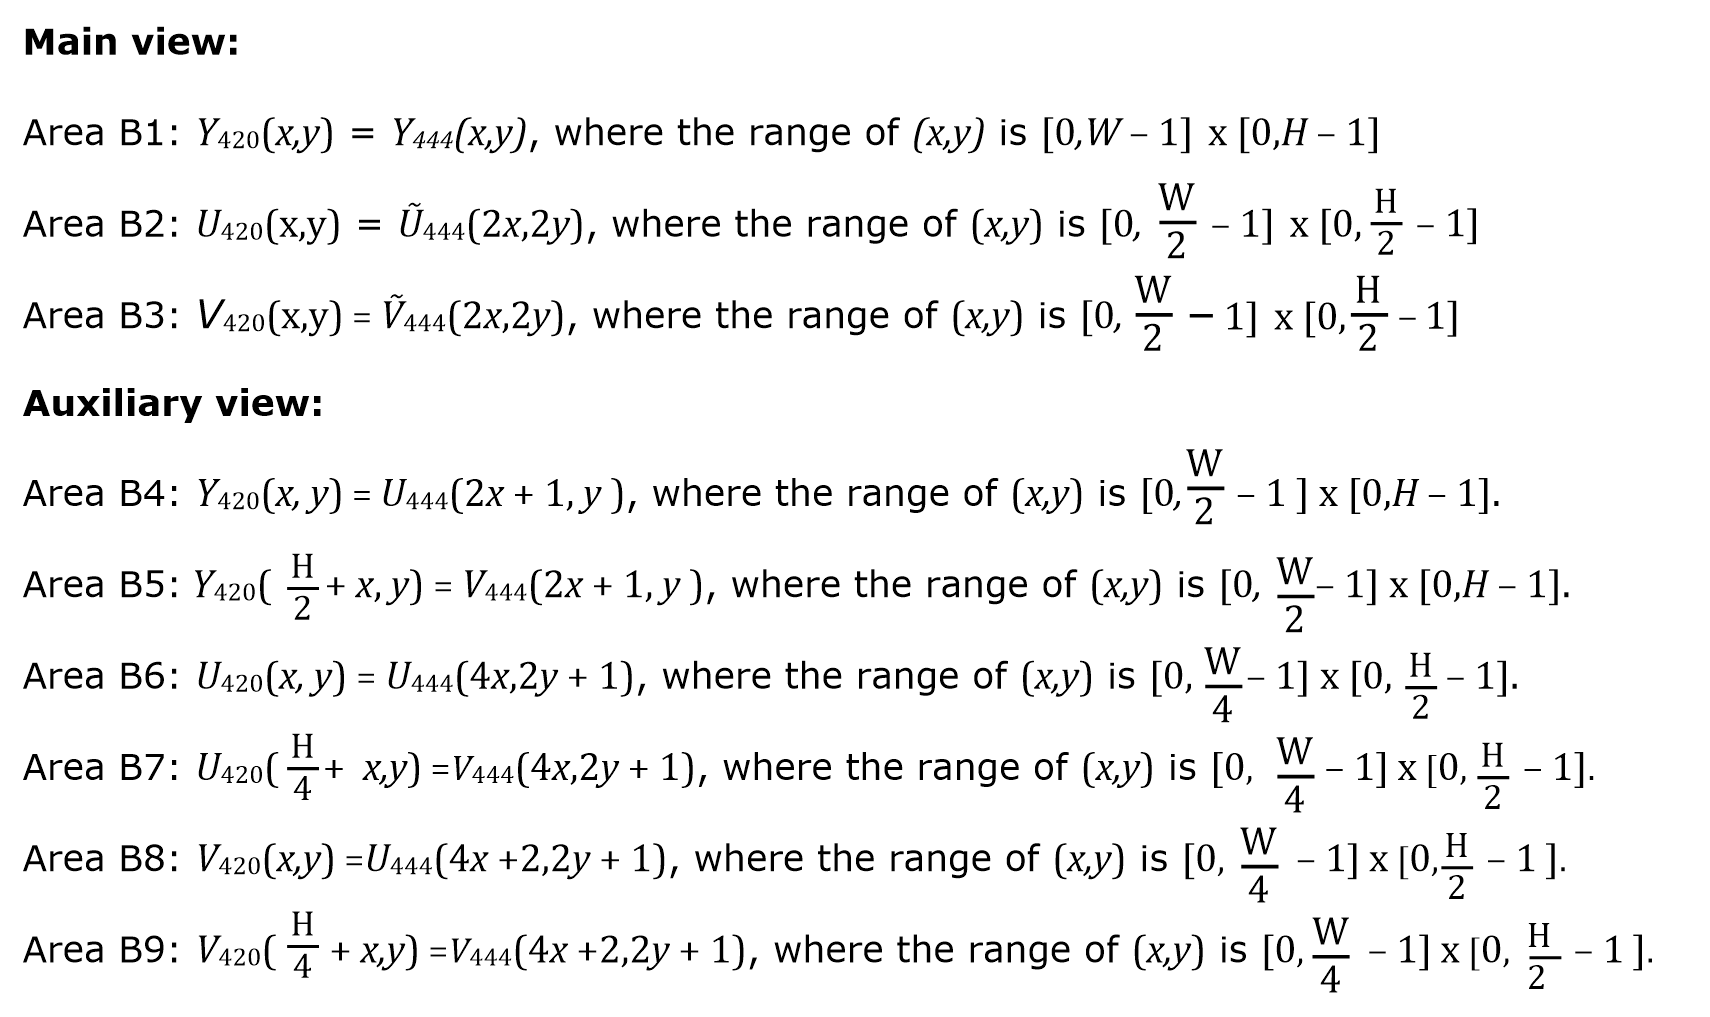 Main view:
Area B1: Y₄₂₀(x,y) = Y₄₄₄(x,y), where the range of (x,y) is [0,W – 1] x [0,H – 1]
Area B2: U₄₂₀(x,y) = Ũ₄₄₄(2x,2y), where the range of (x,y) is [0, W/2 – 1] x [0, H/2 – 1]
Area B3: V₄₂₀(x,y) = Ṽ₄₄₄(2x,2y), where the range of (x,y) is [0, W/2 – 1] x [0, H/2 – 1]
Auxiliary view:
Area B4: Y₄₂₀(x, y) = U₄₄₄(2x + 1, y ), where the range of (x,y) is [0, W/2 – 1 ] x [0,H – 1].
Area B5: Y₄₂₀( H/2 + x, y) = V₄₄₄(2x + 1, y ), where the range of (x,y) is [0, W/2 – 1] x [0,H – 1].
Area B6: U₄₂₀(x, y) = U₄₄₄(4x,2y + 1), where the range of (x,y) is [0, W/4 – 1] x [0, H/2 – 1].
Area B7: U₄₂₀( H/4 + x,y) =V₄₄₄(4x,2y + 1), where the range of (x,y) is [0, W/4 – 1] x [0, H/2 – 1].
Area B8: V₄₂₀(x,y) =U₄₄₄(4x +2,2y + 1), where the range of (x,y) is [0, W/4 – 1] x [0, H/2 – 1 ].
Area B9: V₄₂₀( H/4 + x,y) =V₄₄₄(4x +2,2y + 1), where the range of (x,y) is [0, W/4 – 1] x [0, H/2 – 1 ].